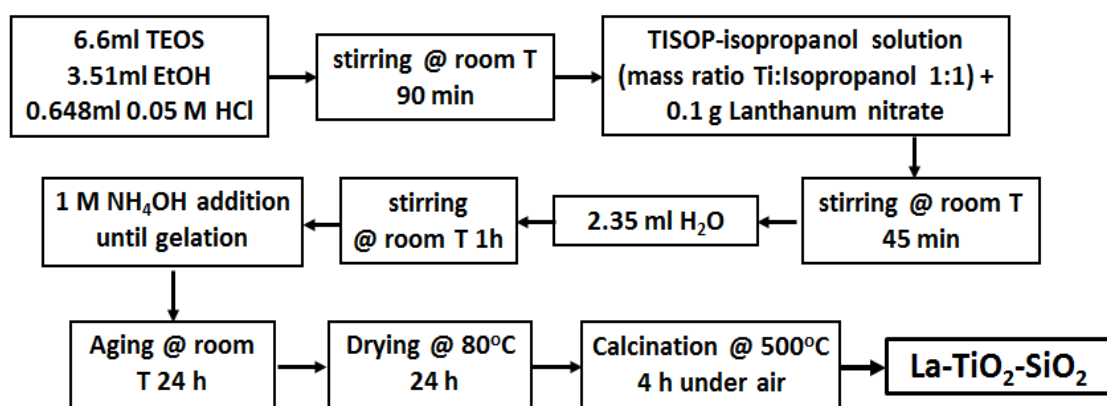 6.6ml TEOS
3.51ml EtOH
0.648ml 0.05 M HCl
stirring @ room T
90 min
TISOP-isopropanol solution
(mass ratio Ti:Isopropanol 1:1) +
0.1 g Lanthanum nitrate
stirring @ room T
45 min
2.35 ml H₂O
stirring
@ room T 1h
1 M NH₄OH addition
until gelation
Aging @ room
T 24 h
Drying @ 80°C
24 h
Calcination @ 500°C
4 h under air
La-TiO₂-SiO₂